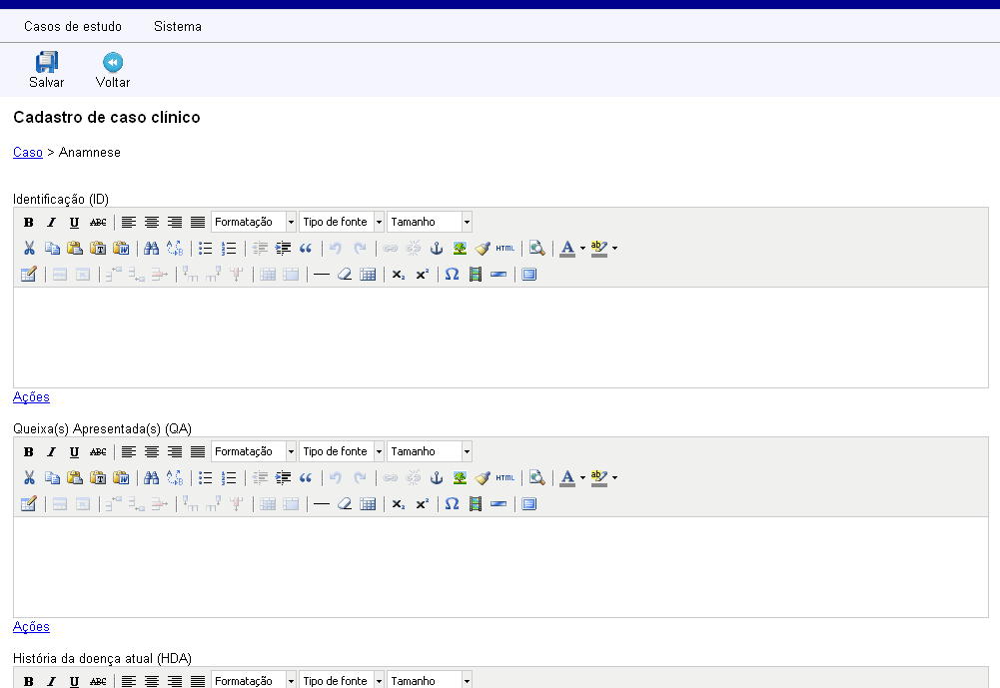 Casos de estudo Sistema
Salvar Voltar
Cadastro de caso clínico
Caso > Anamnese
Identificação (ID)
B I U ABC Formatação Tipo de fonte Tamanho
HTML A ab
x₂ x² Ω
Ações
Queixa(s) Apresentada(s) (QA)
B I U ABC Formatação Tipo de fonte Tamanho
HTML A ab
x₂ x² Ω
Ações
História da doença atual (HDA)
B I U ABC Formatação Tipo de fonte Tamanho